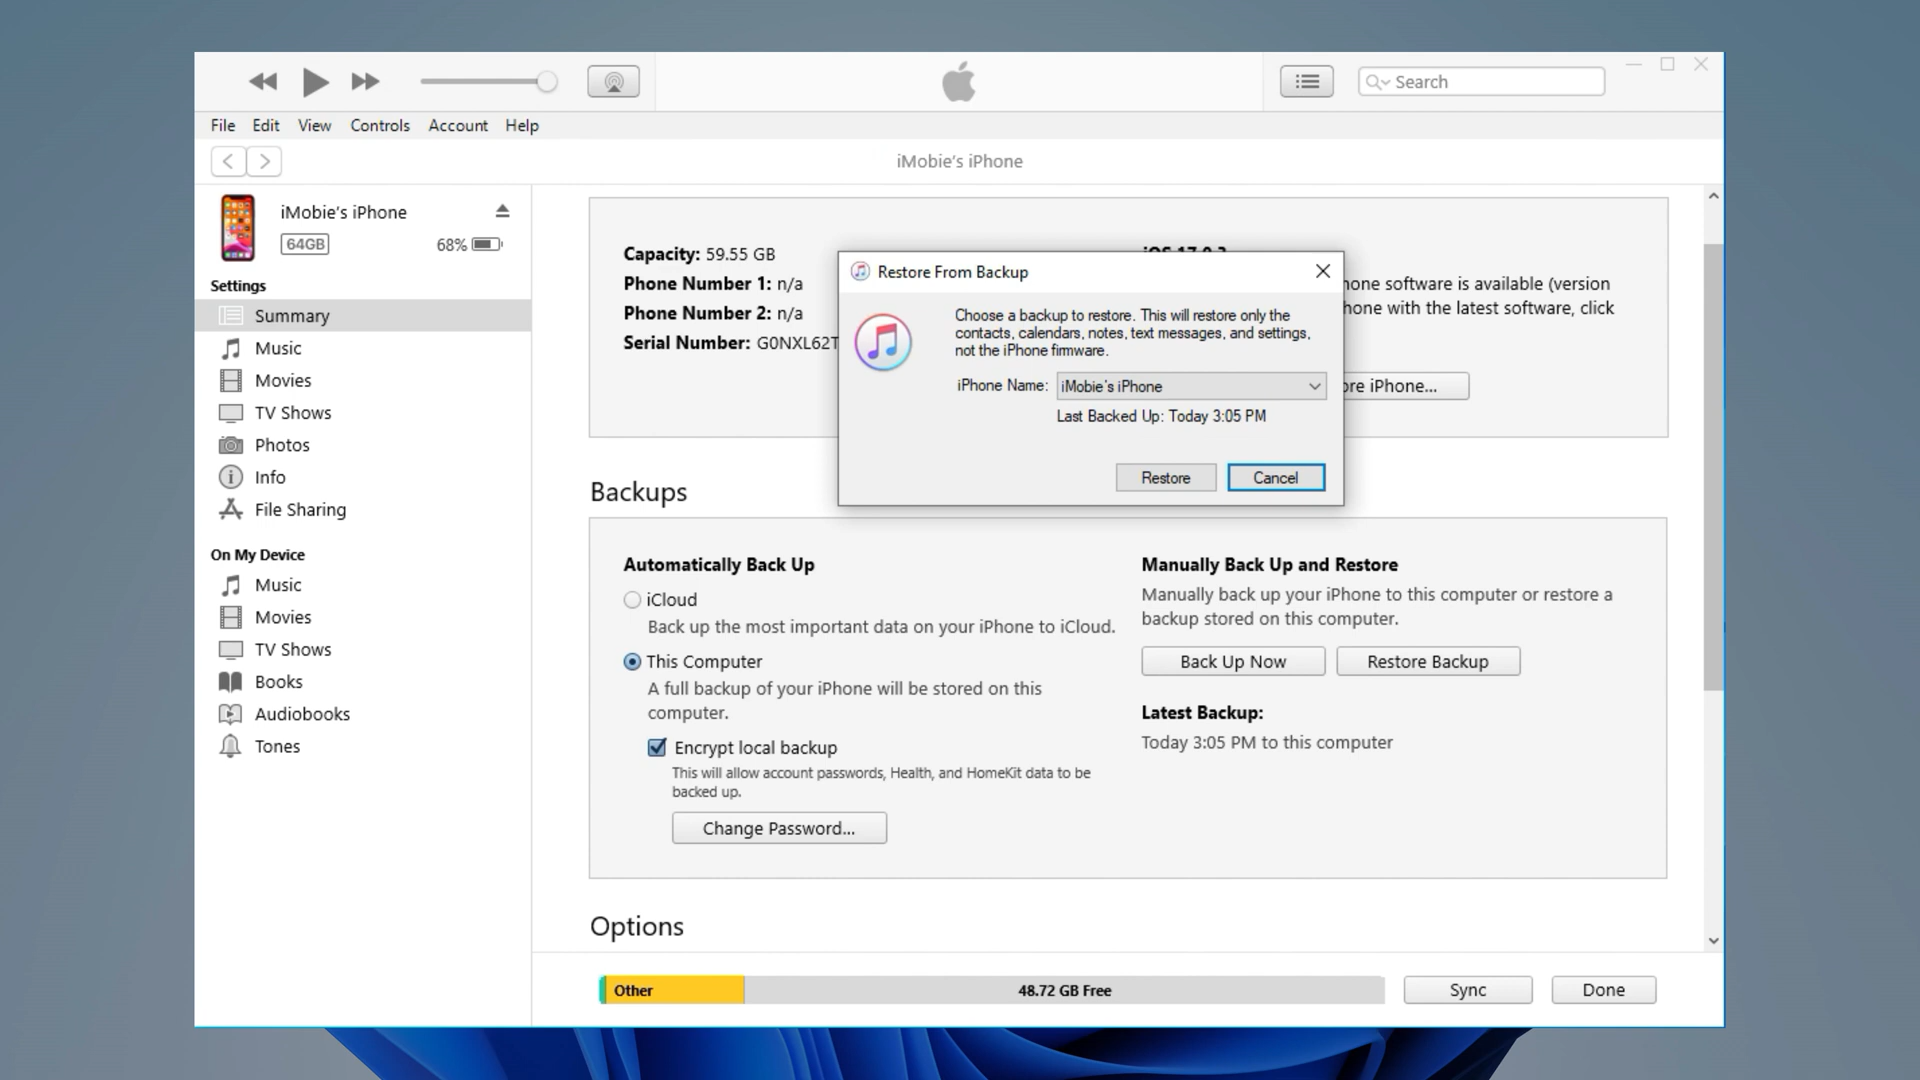 Search
File Edit View Controls Account Help
iMobie's iPhone
iMobie's iPhone
64GB
68%
Settings
Summary
Music
Movies
TV Shows
Photos
Info
File Sharing
On My Device
Music
Movies
TV Shows
Books
Audiobooks
Tones
Capacity: 59.55 GB
Phone Number 1: n/a
Phone Number 2: n/a
Serial Number: G0NXL62T
hone software is available (version
hone with the latest software, click
ore iPhone...
Restore From Backup
Choose a backup to restore. This will restore only the
contacts, calendars, notes, text messages, and settings,
not the iPhone firmware.
iPhone Name: iMobie's iPhone
Last Backed Up: Today 3:05 PM
Restore Cancel
Backups
Automatically Back Up
iCloud
Back up the most important data on your iPhone to iCloud.
This Computer
A full backup of your iPhone will be stored on this
computer.
Encrypt local backup
This will allow account passwords, Health, and HomeKit data to be
backed up.
Change Password...
Manually Back Up and Restore
Manually back up your iPhone to this computer or restore a
backup stored on this computer.
Back Up Now Restore Backup
Latest Backup:
Today 3:05 PM to this computer
Options
Other
48.72 GB Free
Sync Done